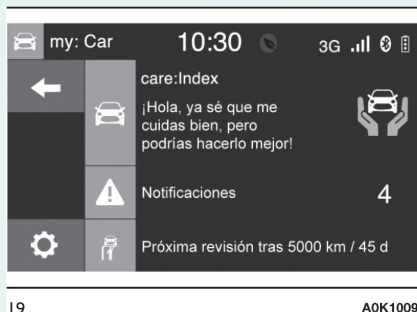 my: Car 10:30 3G
care:Index
¡Hola, ya sé que me
cuidas bien, pero
podrías hacerlo mejor!
Notificaciones 4
Próxima revisión tras 5000 km / 45 d
19 A0K1009